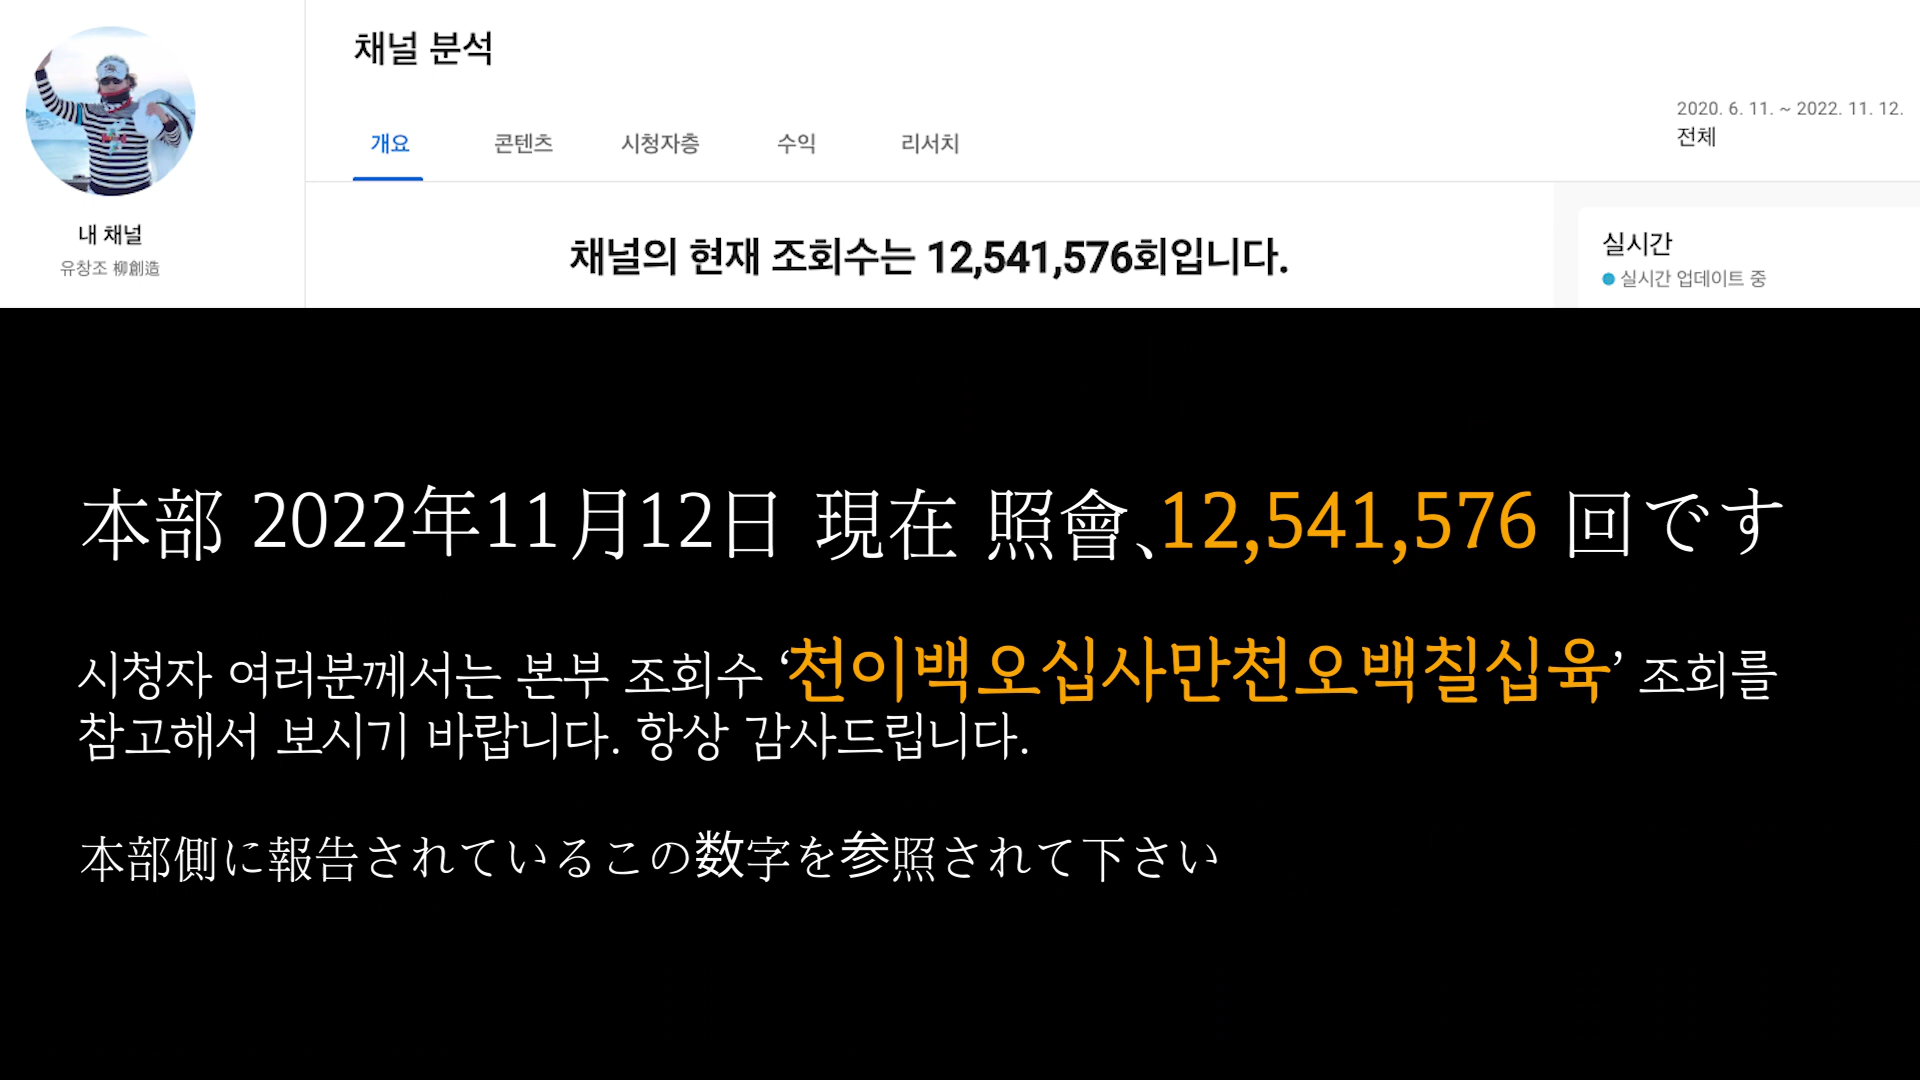 채널 분석
2020. 6. 11. ~ 2022. 11. 12.
전체
개요 콘텐츠 시청자층 수익 리서치
내 채널
유창조 柳創造
채널의 현재 조회수는 12,541,576회입니다.
실시간
실시간 업데이트 중
本部 2022年11月12日 現在 照會、12,541,576 回です
시청자 여러분께서는 본부 조회수 ‘천이백오십사만천오백칠십육’ 조회를
참고해서 보시기 바랍니다. 항상 감사드립니다.
本部側に報告されているこの数字を参照されて下さい